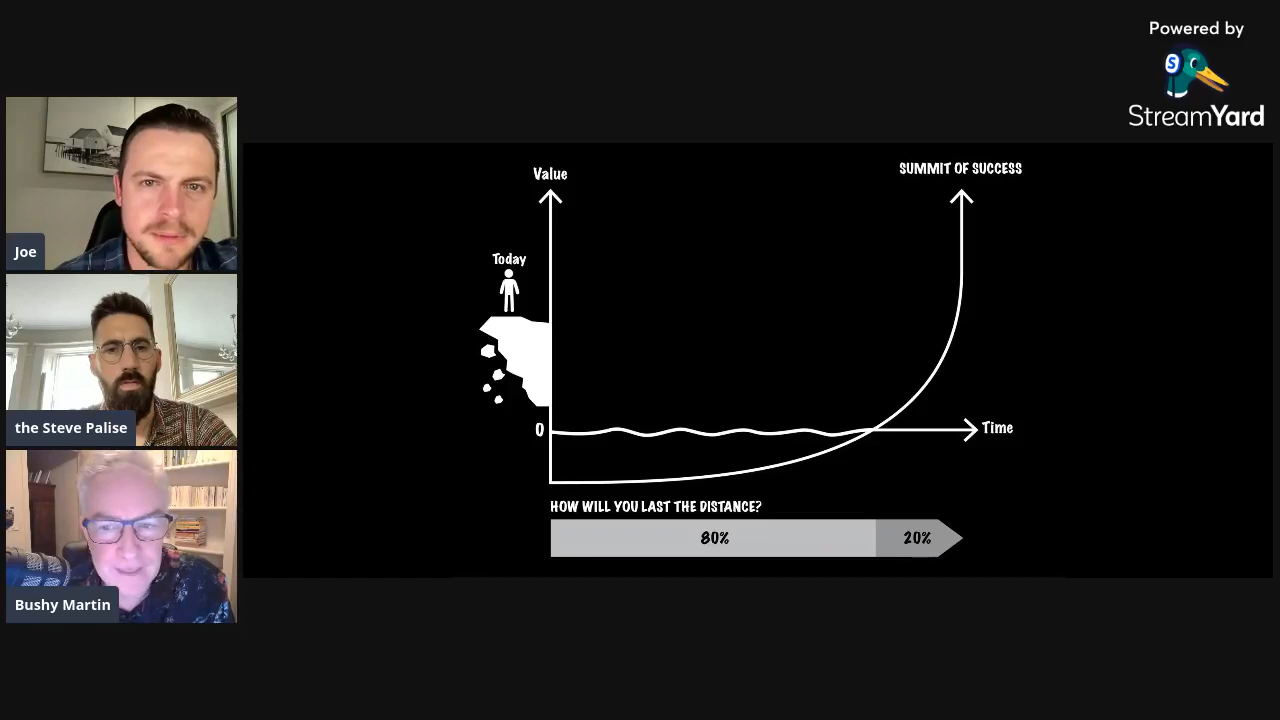 Powered by
S
StreamYard
Joe
the Steve Palise
Bushy Martin
Value
SUMMIT OF SUCCESS
Today
0
Time
HOW WILL YOU LAST THE DISTANCE?
80%
20%